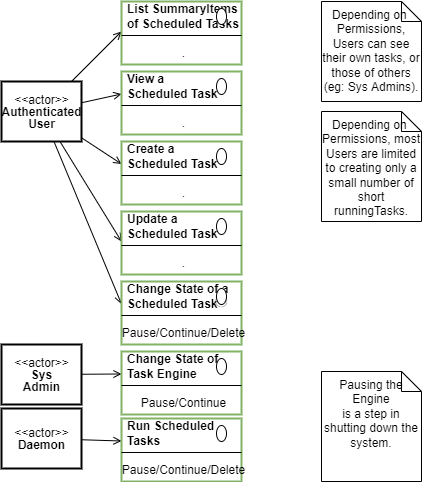 List SummaryItems
of Scheduled Tasks
.
View a
Scheduled Task
.
<<actor>>
Authenticated
User
Create a
Scheduled Task
.
Update a
Scheduled Task
.
Change State of a
Scheduled Task
Pause/Continue/Delete
<<actor>>
Sys
Admin
Change State of
Task Engine
Pause/Continue
<<actor>>
Daemon
Run Scheduled
Tasks
Pause/Continue/Delete
Depending on
Permissions,
Users can see
their own tasks, or
those of others
(eg: Sys Admins).
Depending on
Permissions, most
Users are limited
to creating only a
small number of
short
runningTasks.
Pausing the
Engine
is a step in
shutting down the
system.